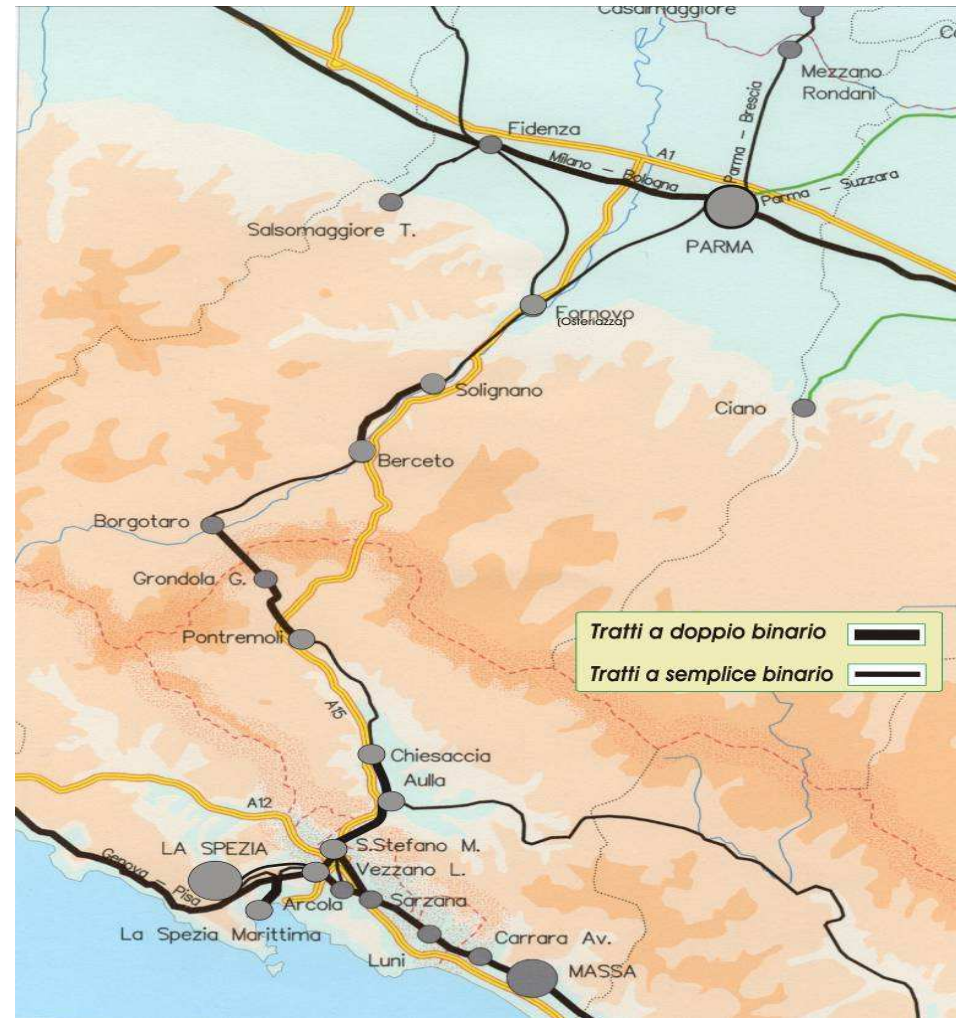 Casalmaggiore
Mezzano
Rondani
Fidenza
Parma – Brescia
A1
Milano – Bologna
Parma – Suzzara
Salsomaggiore T.
PARMA
Fornovo
(Osteriazza)
Solignano
Ciano
Berceto
Borgotaro
Grondola G.
Pontremoli
Tratti a doppio binario
Tratti a semplice binario
A15
Chiesaccia
Aulla
A12
S.Stefano M.
LA SPEZIA
Vezzano L.
Genova – Pisa
Arcola
Sarzana
La Spezia Marittima
Carrara Av.
Luni
MASSA